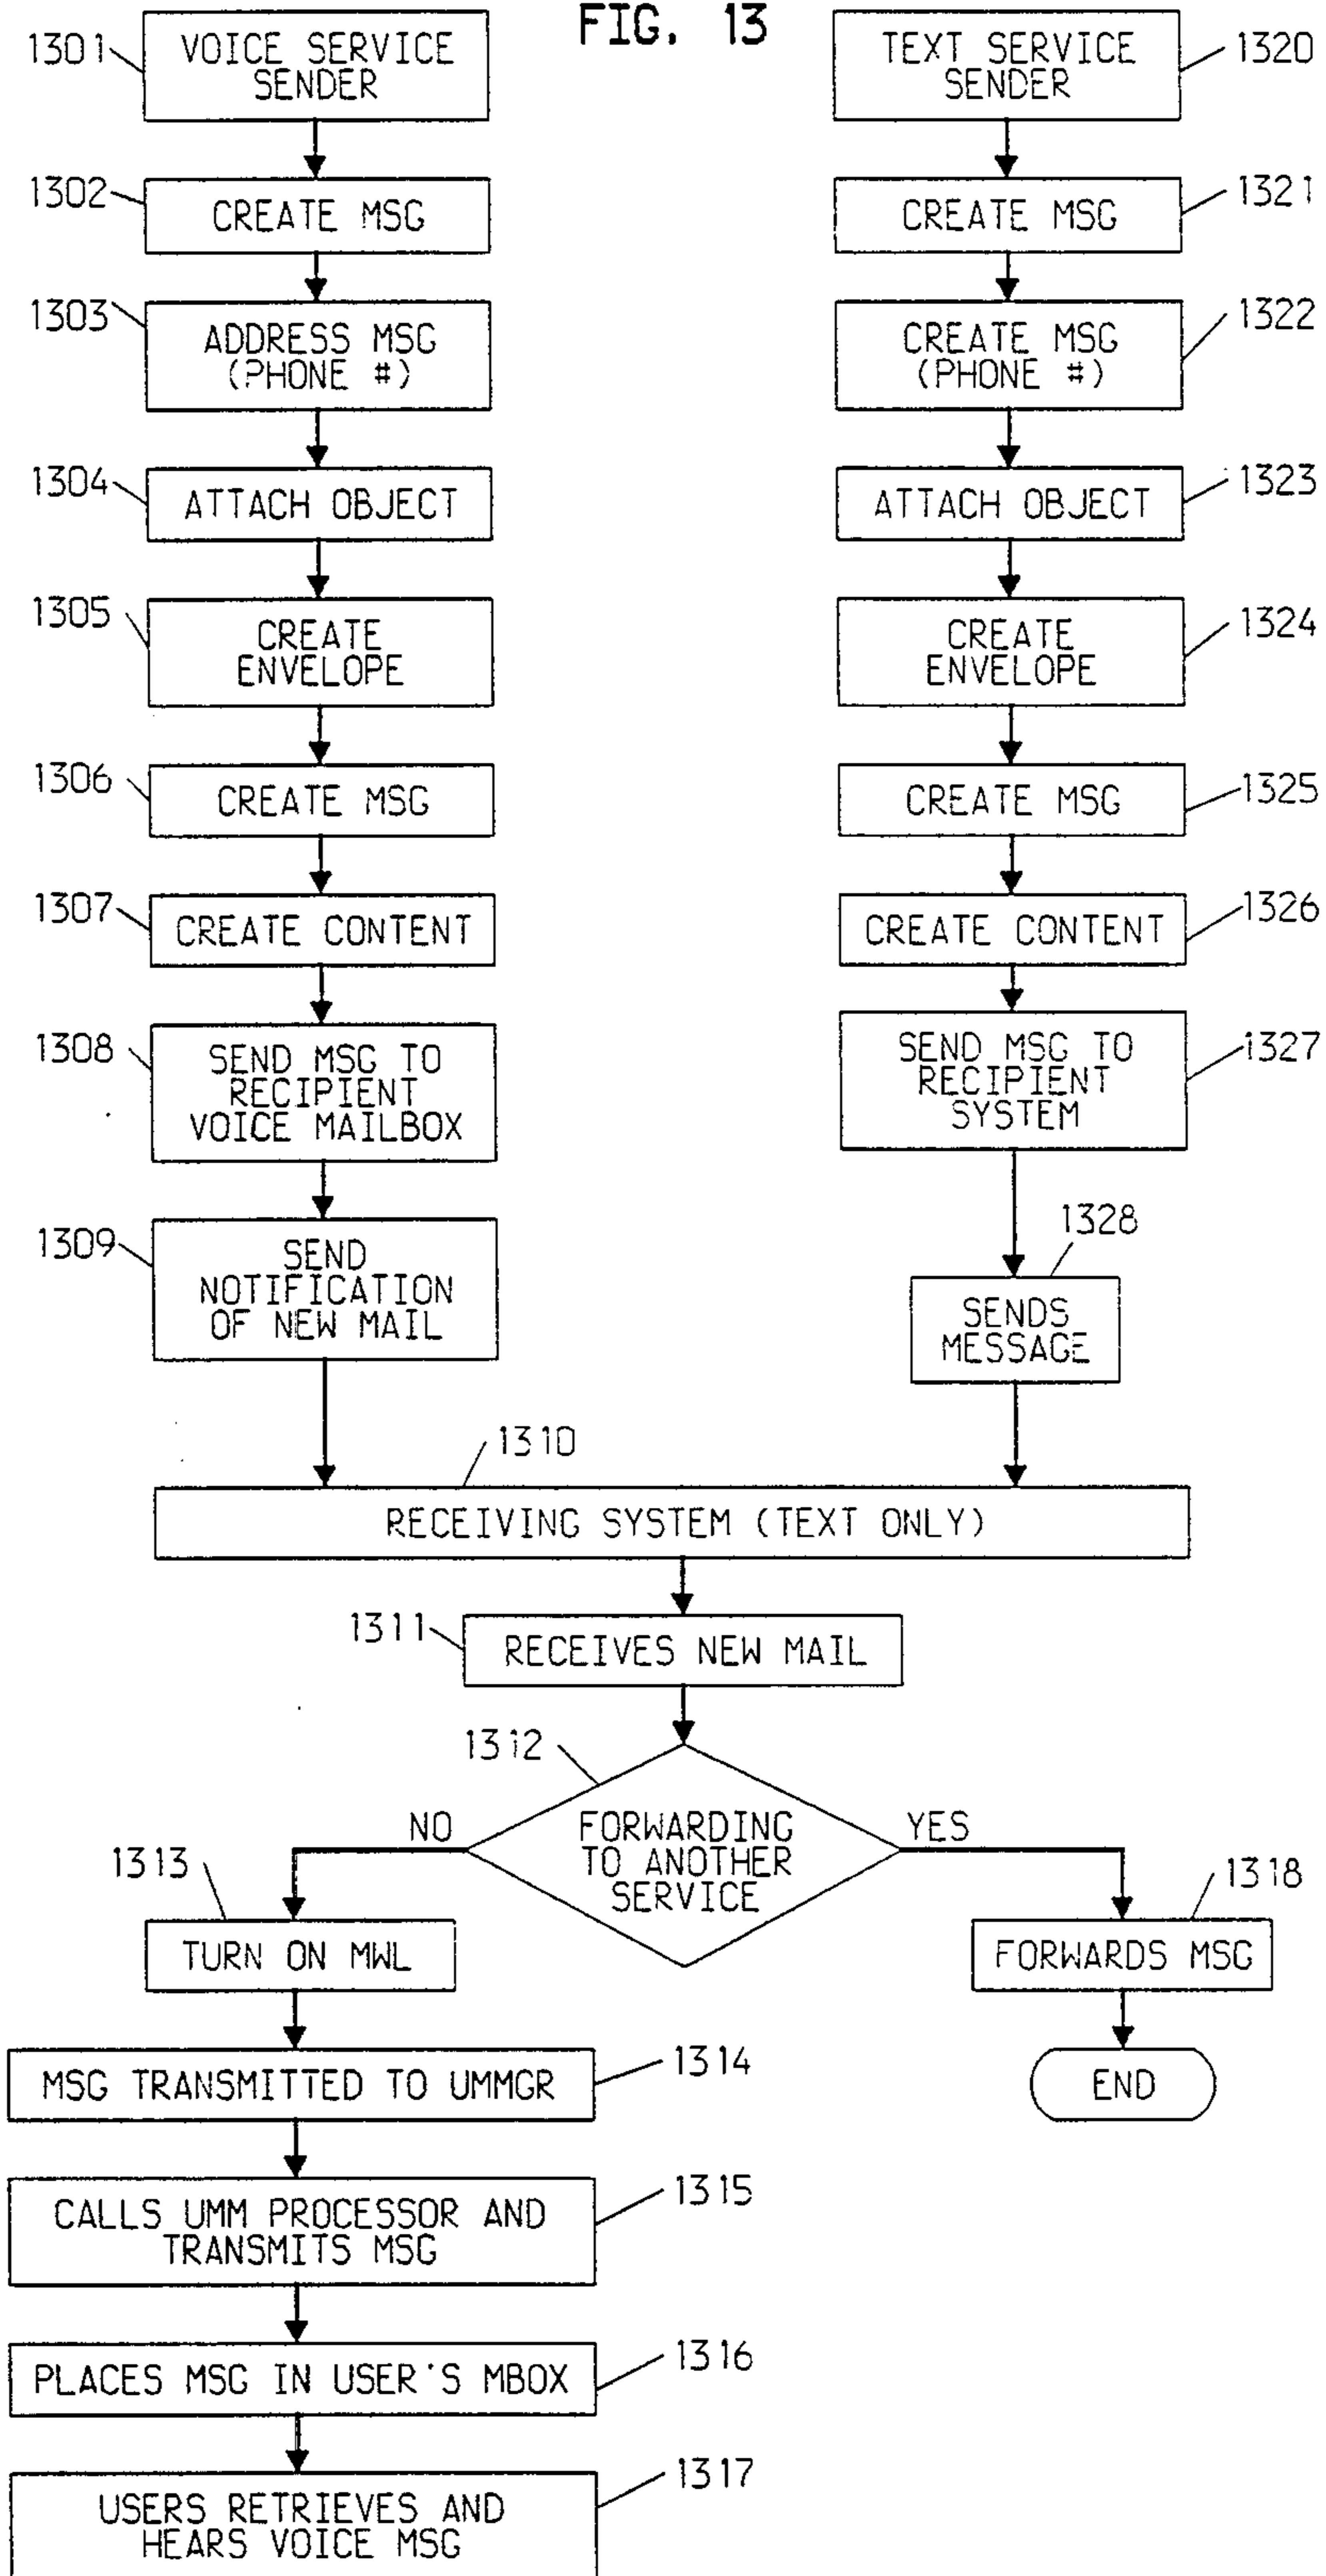 FIG. 13
1301
VOICE SERVICE
SENDER
1302
CREATE MSG
1303
ADDRESS MSG
(PHONE #)
1304
ATTACH OBJECT
1305
CREATE
ENVELOPE
1306
CREATE MSG
1307
CREATE CONTENT
1308
SEND MSG TO
RECIPIENT
VOICE MAILBOX
1309
SEND
NOTIFICATION
OF NEW MAIL
TEXT SERVICE
SENDER
1320
CREATE MSG
1321
CREATE MSG
(PHONE #)
1322
ATTACH OBJECT
1323
CREATE
ENVELOPE
1324
CREATE MSG
1325
CREATE CONTENT
1326
SEND MSG TO
RECIPIENT
SYSTEM
1327
1328
SENDS
MESSAGE
1310
RECEIVING SYSTEM (TEXT ONLY)
1311
RECEIVES NEW MAIL
1312
FORWARDING
TO ANOTHER
SERVICE
NO
YES
1313
TURN ON MWL
1314
MSG TRANSMITTED TO UMMGR
1315
CALLS UMM PROCESSOR AND
TRANSMITS MSG
1316
PLACES MSG IN USER'S MBOX
1317
USERS RETRIEVES AND
HEARS VOICE MSG
1318
FORWARDS MSG
END